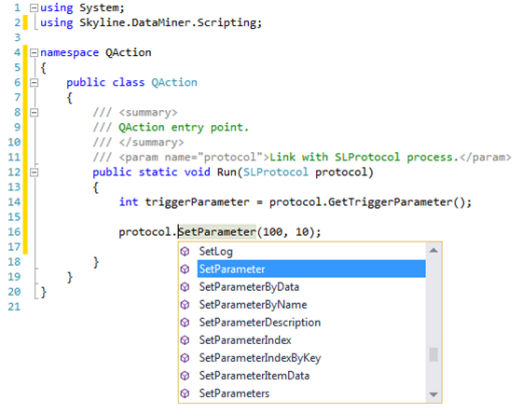 1 using System;
2 using Skyline.DataMiner.Scripting;
3
4 namespace QAction
5 {
6 public class QAction
7 {
8 /// <summary>
9 /// QAction entry point.
10 /// </summary>
11 /// <param name="protocol">Link with SLProtocol process.</param>
12 public static void Run(SLProtocol protocol)
13 {
14 int triggerParameter = protocol.GetTriggerParameter();
15
16 protocol.SetParameter(100, 10);
17
SetLog
18 }
SetParameter
19 }
SetParameterByData
20 }
SetParameterByName
21
SetParameterDescription
SetParameterIndex
SetParameterIndexByKey
SetParameterItemData
SetParameters